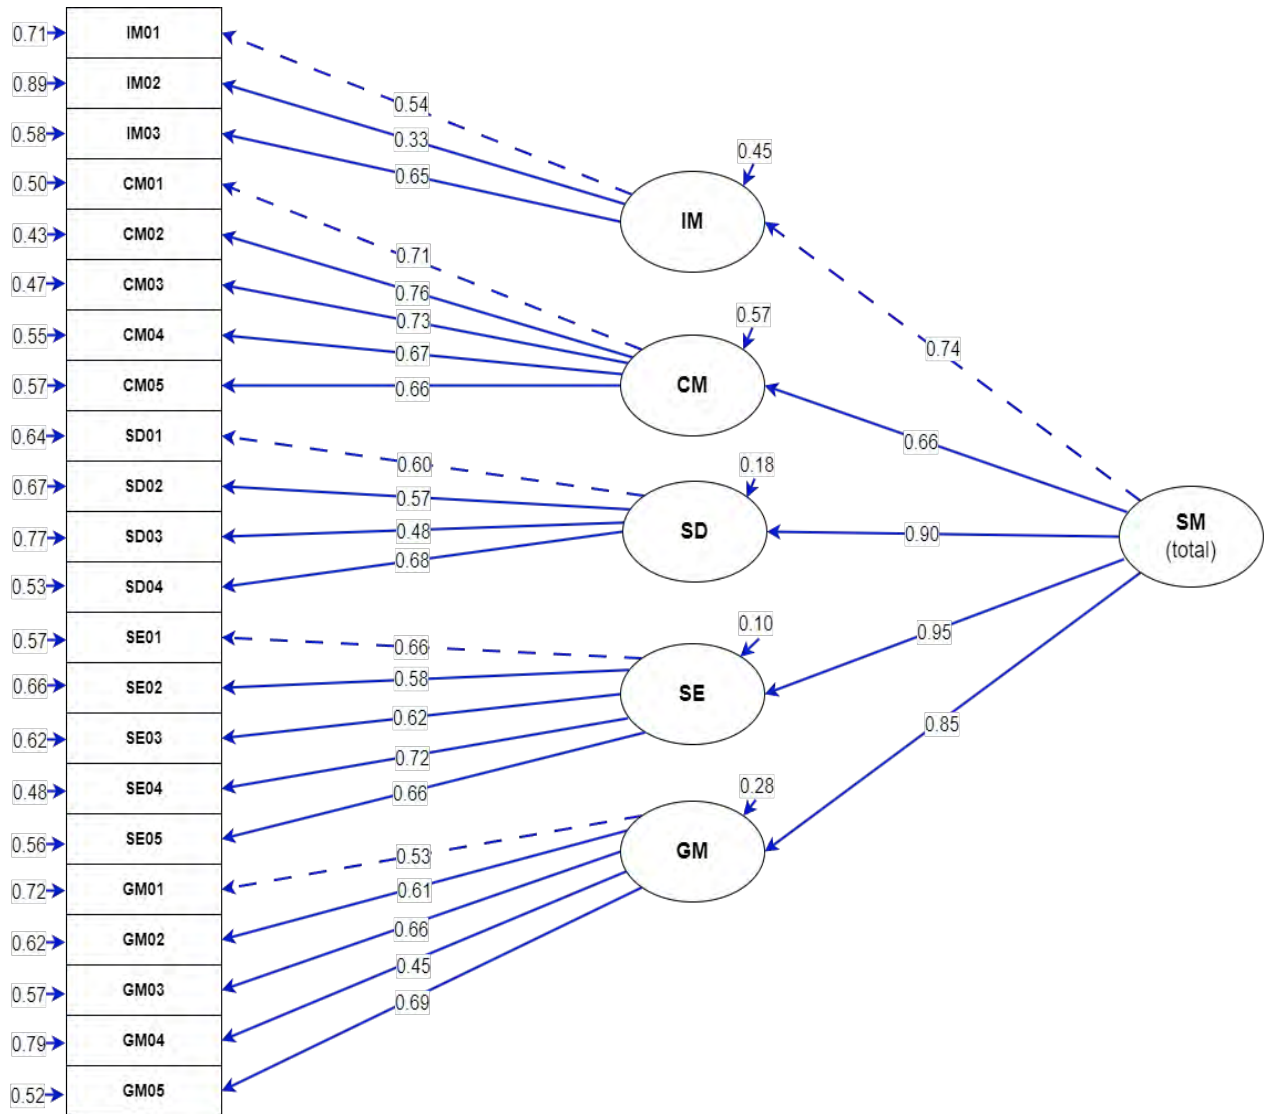 0.71 IM01
0.89 IM02
0.58 IM03
0.50 CM01
0.43 CM02
0.47 CM03
0.55 CM04
0.57 CM05
0.64 SD01
0.67 SD02
0.77 SD03
0.53 SD04
0.57 SE01
0.66 SE02
0.62 SE03
0.48 SE04
0.56 SE05
0.72 GM01
0.62 GM02
0.57 GM03
0.79 GM04
0.52 GM05
0.54
0.33
0.65
0.71
0.76
0.73
0.67
0.66
0.60
0.57
0.48
0.68
0.66
0.58
0.62
0.72
0.66
0.53
0.61
0.66
0.45
0.69
0.45
IM
0.57
CM
0.18
SD
0.10
SE
0.28
GM
0.74
0.66
0.90
0.95
0.85
SM
(total)